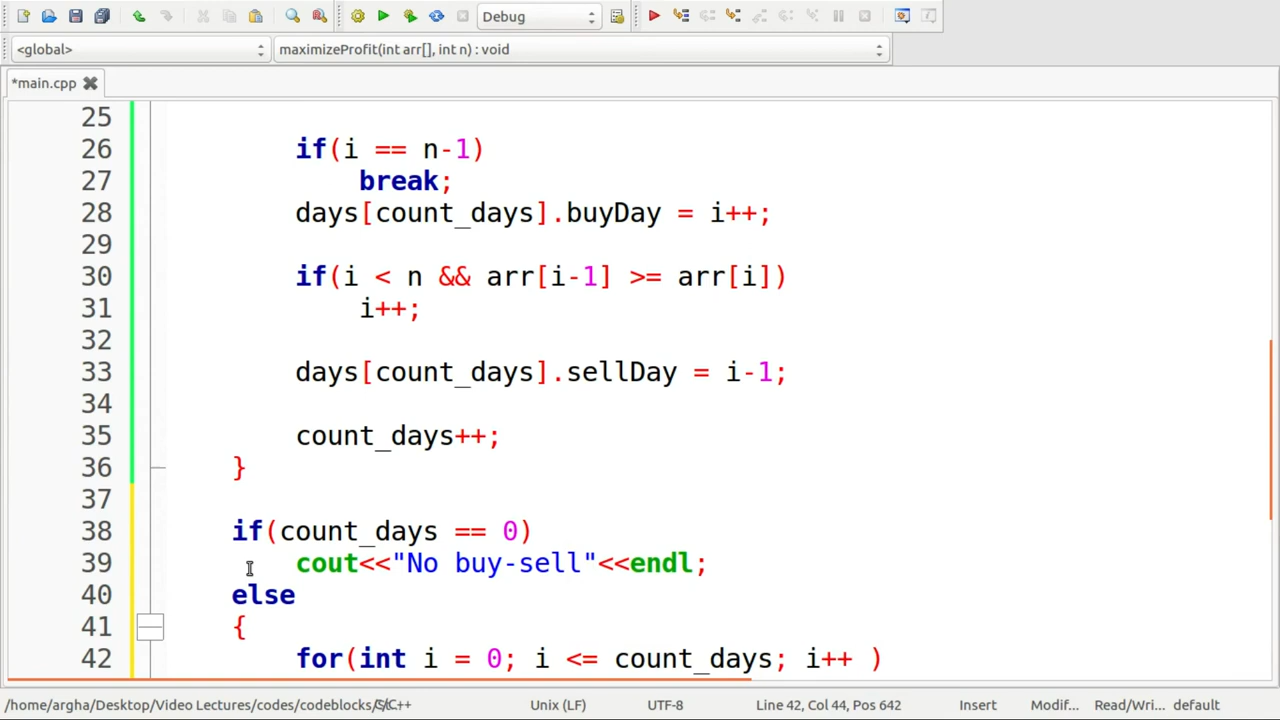 Debug
<global> maximizeProfit(int arr[], int n) : void
*main.cpp
25
26 if(i == n-1)
27 break;
28 days[count_days].buyDay = i++;
29
30 if(i < n && arr[i-1] >= arr[i])
31 i++;
32
33 days[count_days].sellDay = i-1;
34
35 count_days++;
36 }
37
38 if(count_days == 0)
39 cout<<"No buy-sell"<<endl;
40 else
41 {
42 for(int i = 0; i <= count_days; i++ )
/home/argha/Desktop/Video Lectures/codes/codeblocks/ C/C++ Unix (LF) UTF-8 Line 42, Col 44, Pos 642 Insert Modif... Read/Wri... default